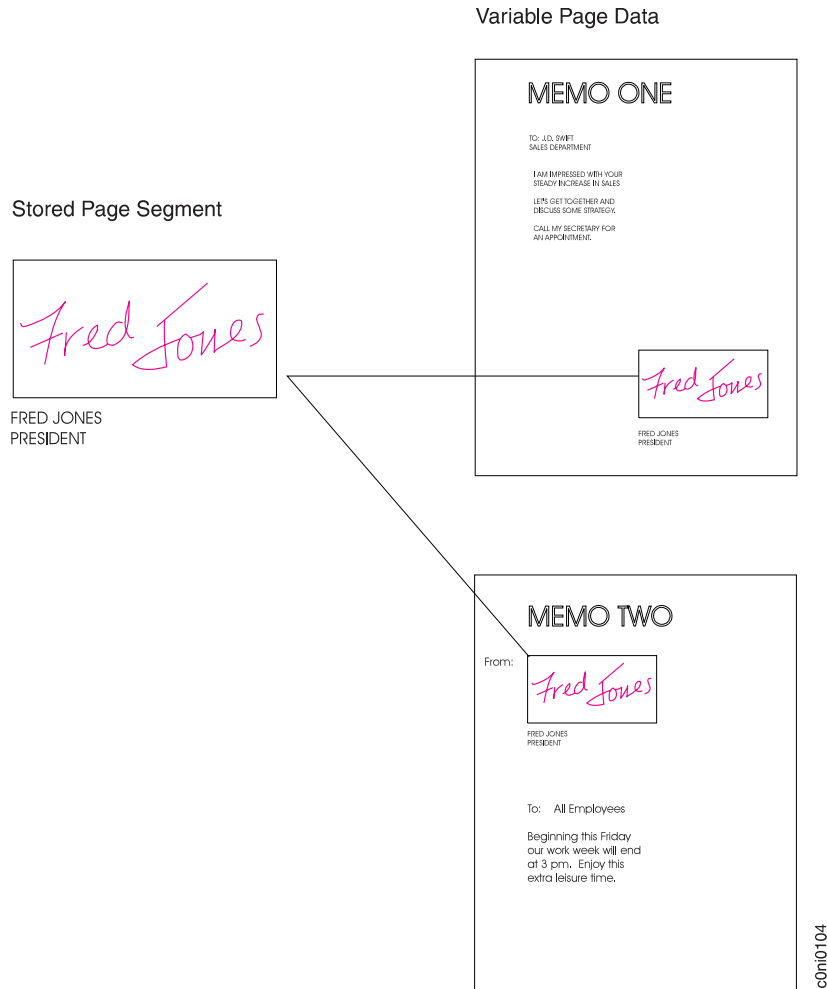 Variable Page Data
MEMO ONE
TO: J.D. SWIFT
SALES DEPARTMENT
I AM IMPRESSED WITH YOUR
STEADY INCREASE IN SALES
LET'S GET TOGETHER AND
DISCUSS SOME STRATEGY.
CALL MY SECRETARY FOR
AN APPOINTMENT.
Fred Jones
FRED JONES
PRESIDENT
Stored Page Segment
Fred Jones
FRED JONES
PRESIDENT
MEMO TWO
From:
Fred Jones
FRED JONES
PRESIDENT
To: All Employees
Beginning this Friday
our work week will end
at 3 pm. Enjoy this
extra leisure time.
c0ni0104